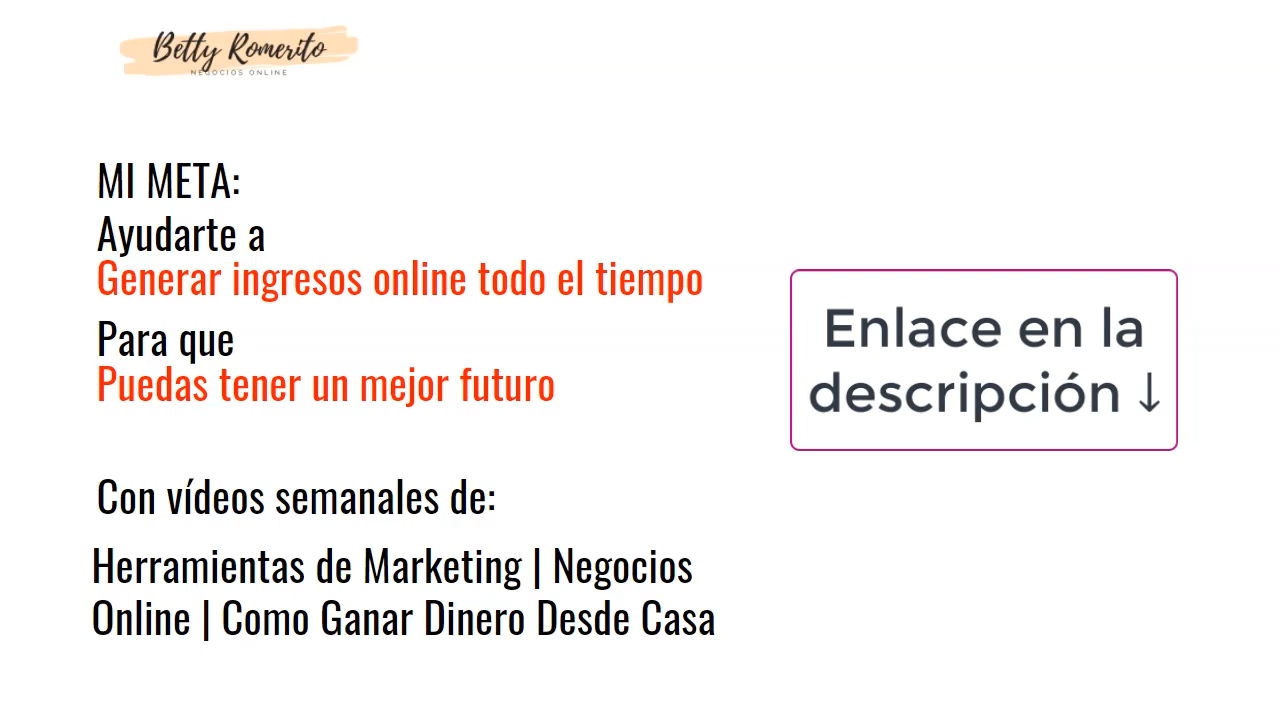 Betty Romerito
NEGOCIOS ONLINE
MI META:
Ayudarte a
Generar ingresos online todo el tiempo
Para que
Puedas tener un mejor futuro
Enlace en la
descripción ↓
Con vídeos semanales de:
Herramientas de Marketing | Negocios
Online | Como Ganar Dinero Desde Casa